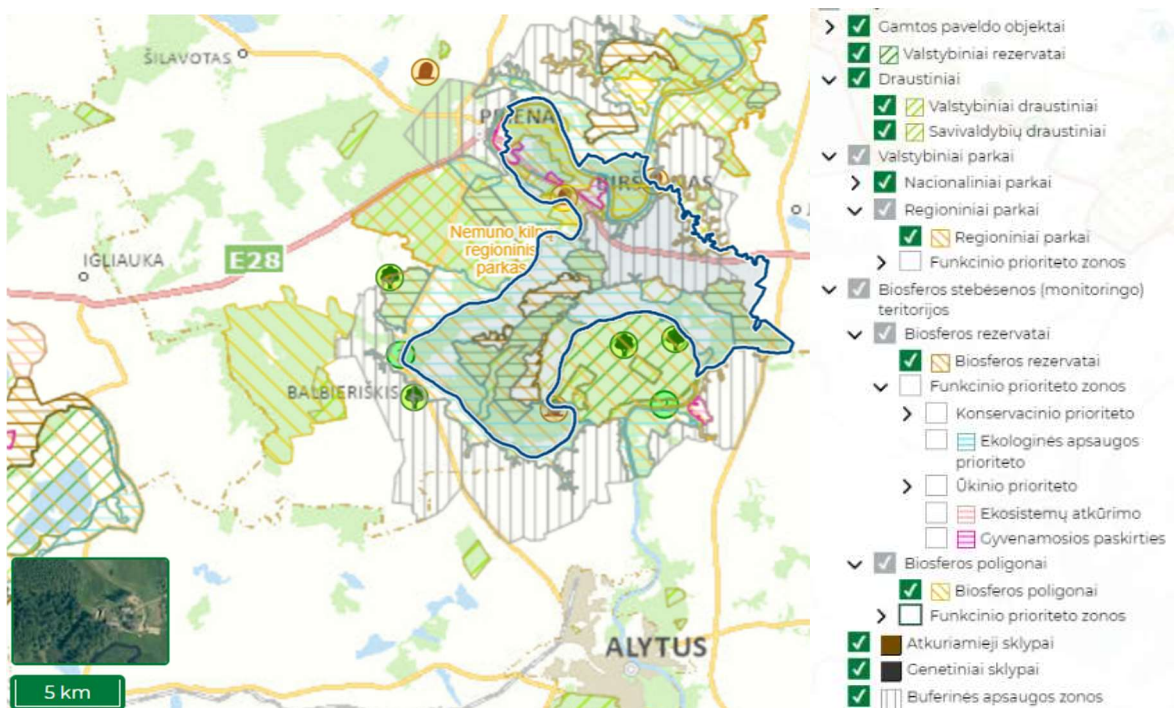 ŠILAVOTAS
PRIENA
BIRŠTONAS
Nemuno kilpų
regioninis
parkas
E28
IGLIAUKA
BALBIERIŠKIS
ALYTUS
5 km
Gamtos paveldo objektai
Valstybiniai rezervatai
Draustiniai
Valstybiniai draustiniai
Savivaldybių draustiniai
Valstybiniai parkai
Nacionaliniai parkai
Regioniniai parkai
Regioniniai parkai
Funkcinio prioriteto zonos
Biosferos stebėsenos (monitoringo)
teritorijos
Biosferos rezervatai
Biosferos rezervatai
Funkcinio prioriteto zonos
Konservacinio prioriteto
Ekologinės apsaugos
prioriteto
Ūkinio prioriteto
Ekosistemų atkūrimo
Gyvenamosios paskirties
Biosferos poligonai
Biosferos poligonai
Funkcinio prioriteto zonos
Atkuriamieji sklypai
Genetiniai sklypai
Buferinės apsaugos zonos